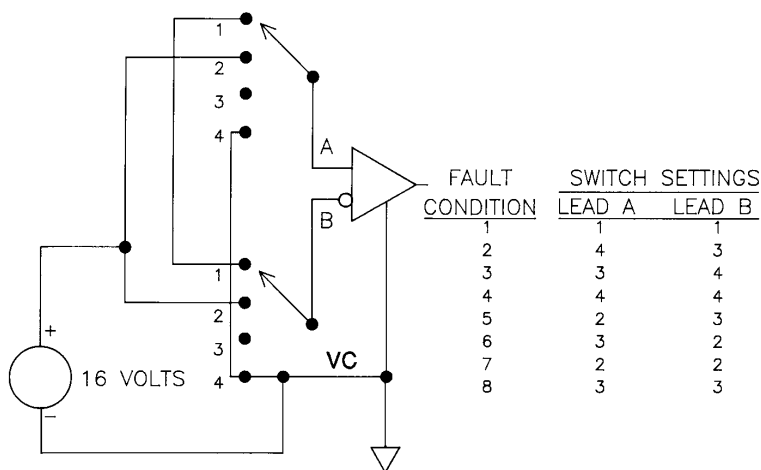 1
2
3
4
A
B
1
2
3
4
VC
+
16 VOLTS
−
FAULT CONDITION SWITCH SETTINGS
LEAD A LEAD B
1 1 1
2 4 3
3 3 4
4 4 4
5 2 3
6 3 2
7 2 2
8 3 3